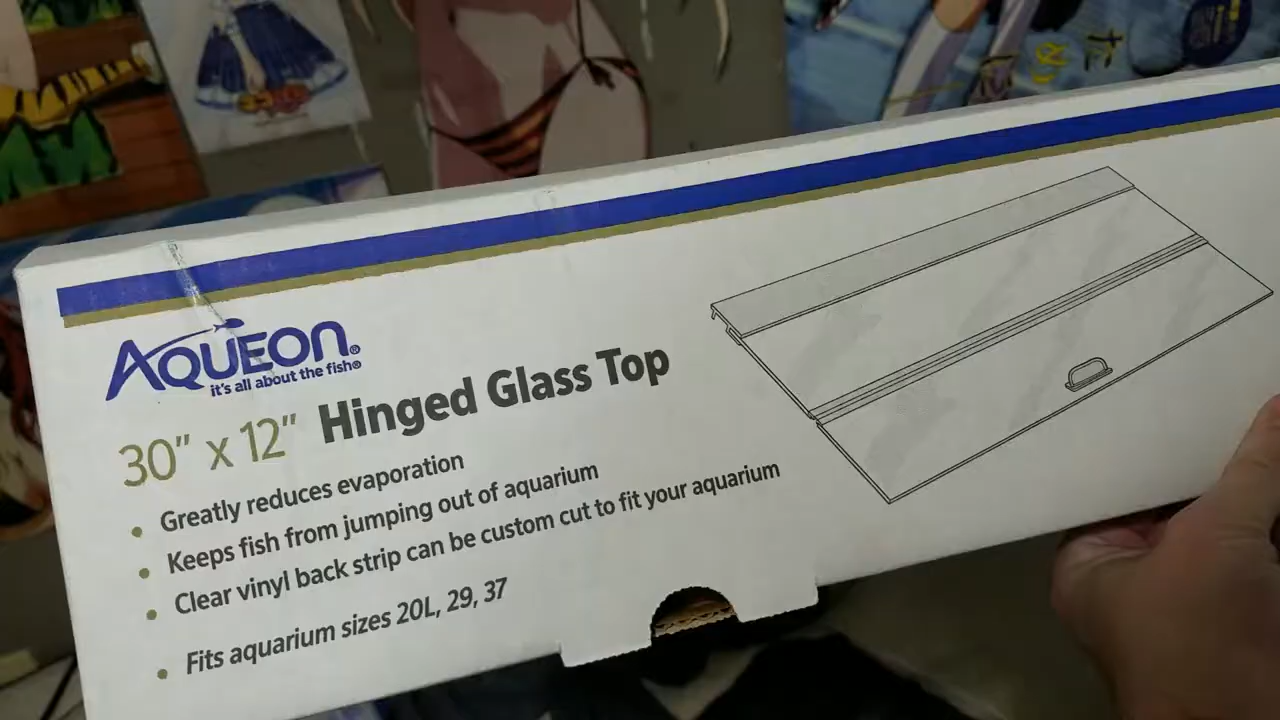 AQUEON®
it's all about the fish®
30" x 12" Hinged Glass Top
• Greatly reduces evaporation
• Keeps fish from jumping out of aquarium
• Clear vinyl back strip can be custom cut to fit your aquarium
• Fits aquarium sizes 20L, 29, 37